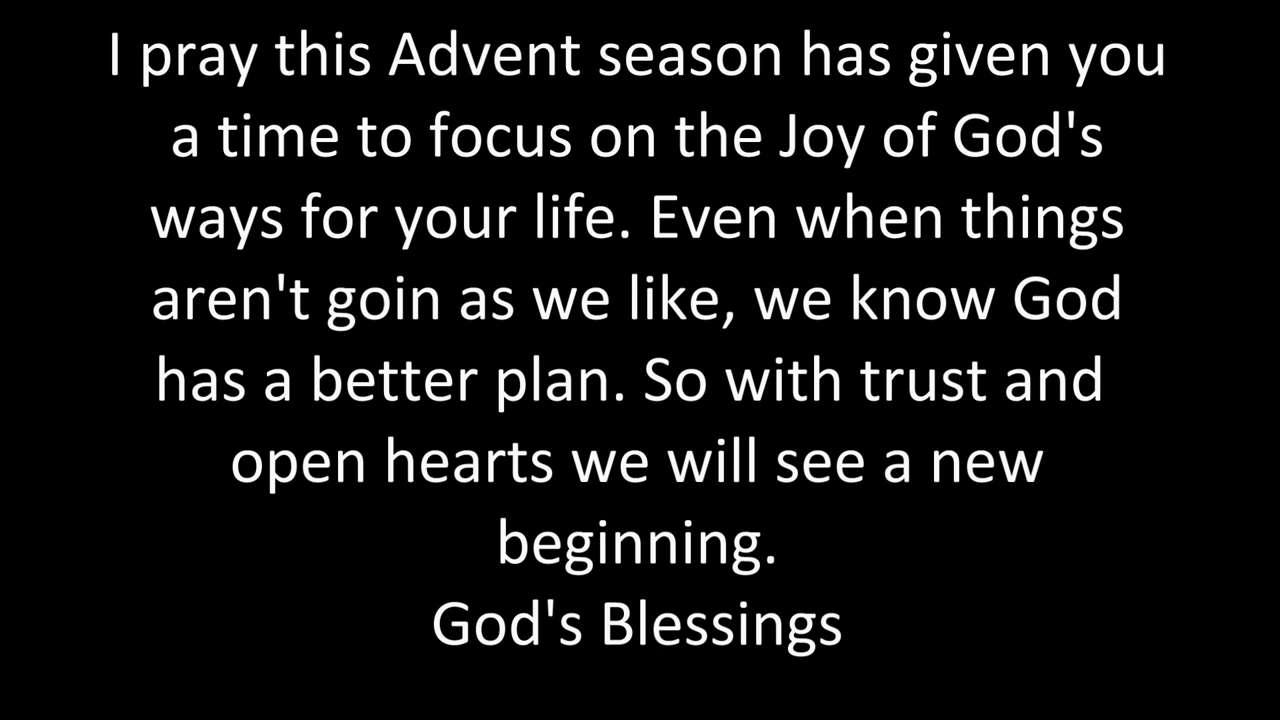 I pray this Advent season has given you
a time to focus on the Joy of God's
ways for your life. Even when things
aren't goin as we like, we know God
has a better plan. So with trust and
open hearts we will see a new
beginning.
God's Blessings